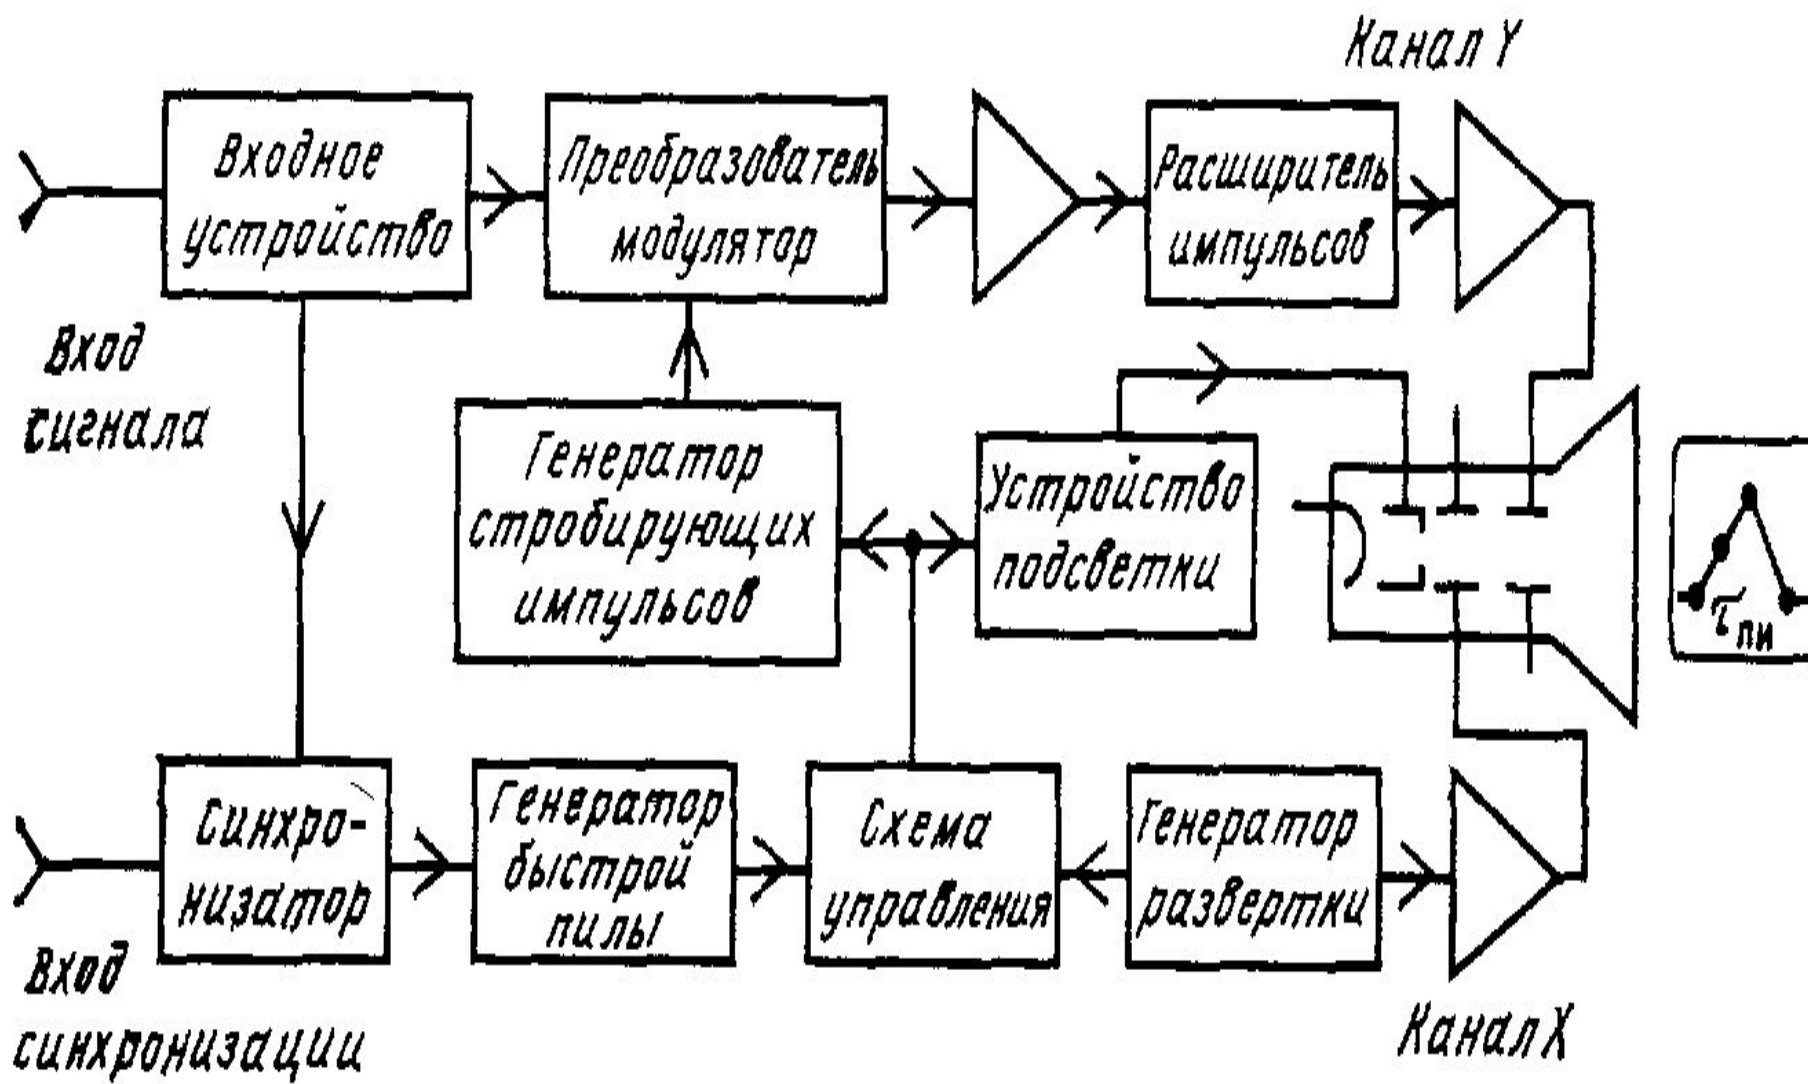 Канал Y
Входное
устройство
Преобразователь
модулятор
Расширитель
импульсов
Вход
сигнала
Генератор
стробирующих
импульсов
Устройство
подсветки
τпи
Синхро-
низатор
Генератор
быстрой
пилы
Схема
управления
Генератор
развертки
Вход
синхронизации
Канал X